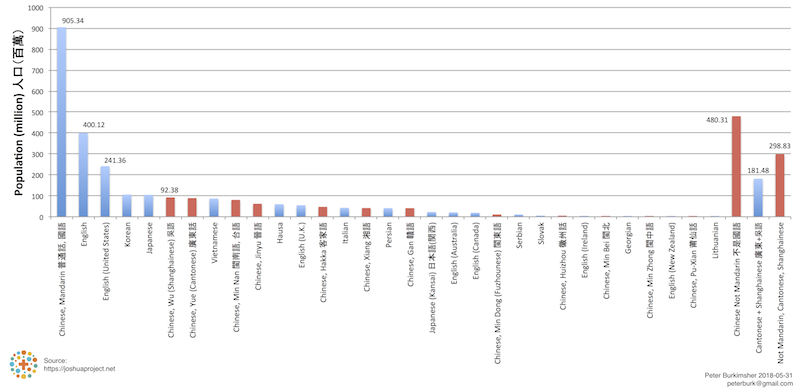 Population (million) 人口 (百萬)
1000
900
800
700
600
500
400
300
200
100
0
905.34
400.12
241.36
92.38
480.31
181.48
298.83
Chinese, Mandarin 普通話, 國語
English
English (United States)
Korean
Japanese
Chinese, Wu (Shanghainese) 吳語
Chinese, Yue (Cantonese) 廣東話
Vietnamese
Chinese, Min Nan 閩南語, 台語
Chinese, Jinyu 晉語
Hausa
English (U.K.)
Chinese, Hakka 客家話
Italian
Chinese, Xiang 湘語
Persian
Chinese, Gan 贛語
Japanese (Kansai) 日本語(関西)
English (Australia)
English (Canada)
Chinese, Min Dong (Fuzhounese) 閩東語
Serbian
Slovak
Chinese, Huizhou 徽州話
English (Ireland)
Chinese, Min Bei 閩北
Georgian
Chinese, Min Zhong 閩中語
English (New Zealand)
Chinese, Pu-Xian 莆仙話
Lithuanian
Chinese Not Mandarin 不是國語
Cantonese + Shanghainese 廣東+吳語
Not Mandarin, Cantonese, Shanghainese
Source:
https://joshuaproject.net
Peter Burkimsher 2018-05-31
peterburk@gmail.com